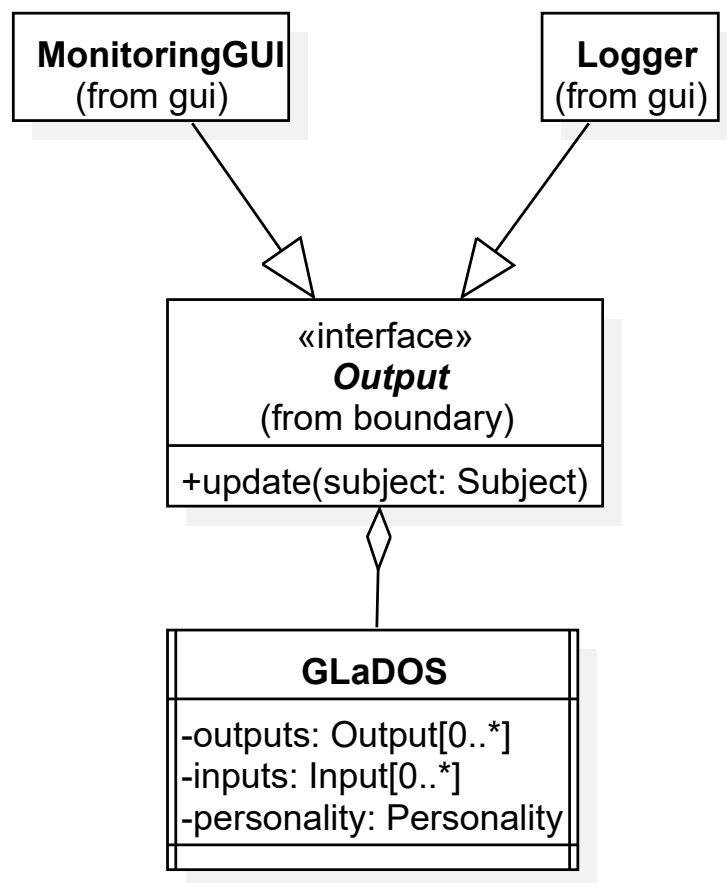 MonitoringGUI
(from gui)
Logger
(from gui)
«interface»
Output
(from boundary)
+update(subject: Subject)
GLaDOS
-outputs: Output[0..*]
-inputs: Input[0..*]
-personality: Personality